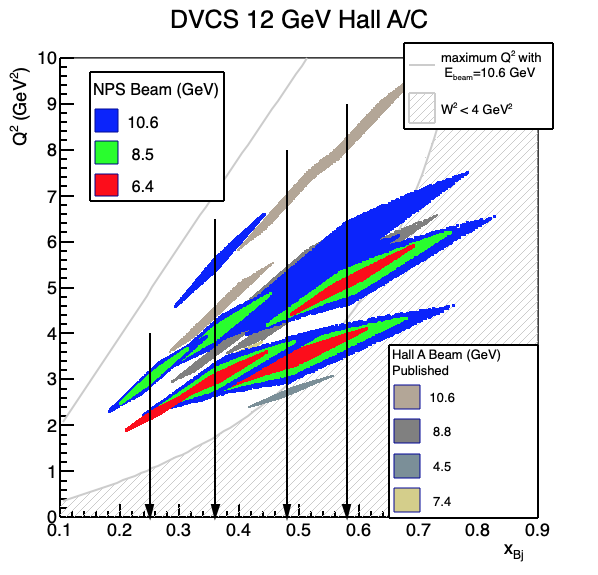 DVCS 12 GeV Hall A/C
Q² (GeV²)
10
9
8
7
6
5
4
3
2
1
0
NPS Beam (GeV)
10.6
8.5
6.4
maximum Q² with
E_beam=10.6 GeV
W² < 4 GeV²
Hall A Beam (GeV)
Published
10.6
8.8
4.5
7.4
0.1 0.2 0.3 0.4 0.5 0.6 0.7 0.8 0.9
x_Bj